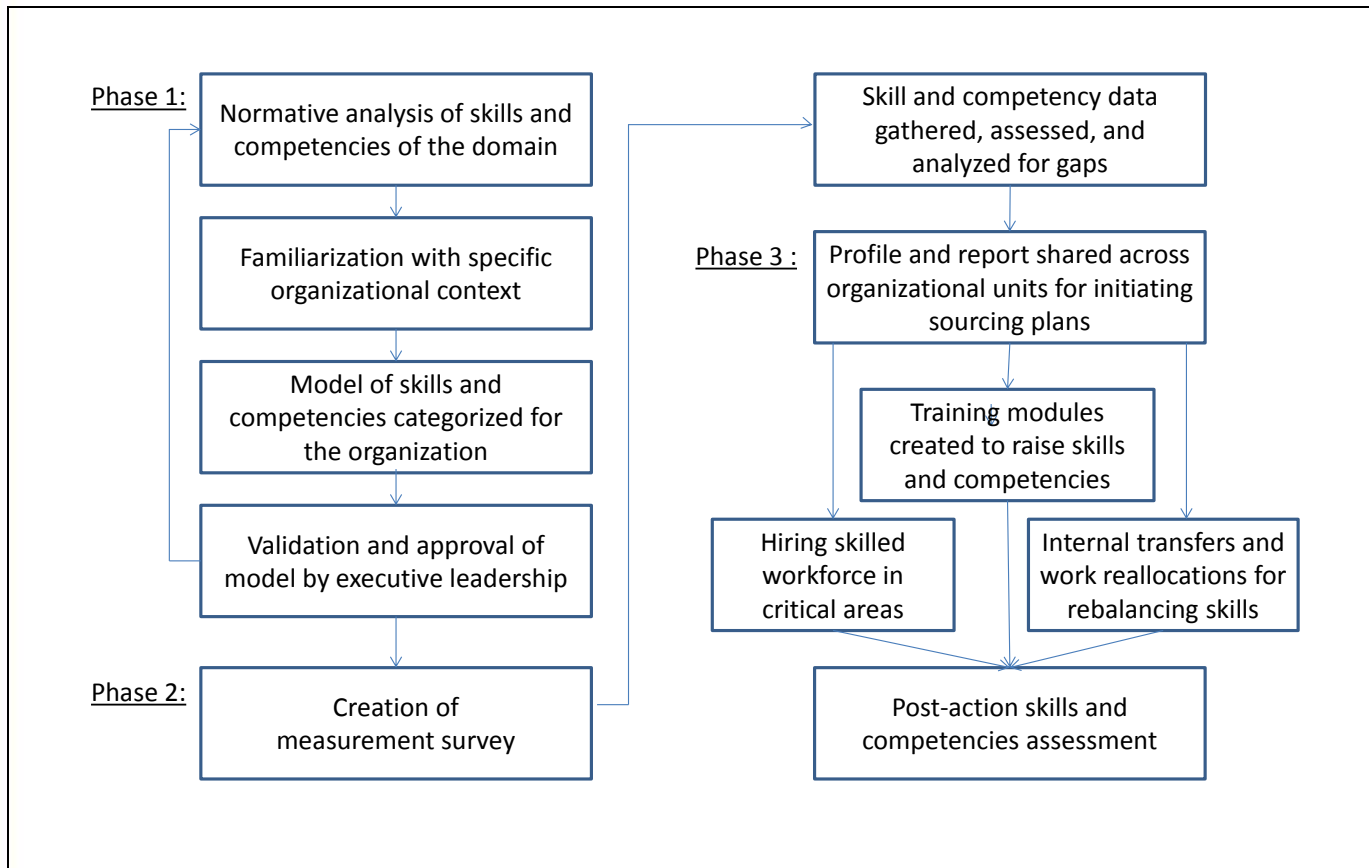 Phase 1:
Normative analysis of skills and
competencies of the domain
Familiarization with specific
organizational context
Model of skills and
competencies categorized for
the organization
Validation and approval of
model by executive leadership
Phase 2:
Creation of
measurement survey
Skill and competency data
gathered, assessed, and
analyzed for gaps
Phase 3 :
Profile and report shared across
organizational units for initiating
sourcing plans
Training modules
created to raise skills
and competencies
Hiring skilled
workforce in
critical areas
Internal transfers and
work reallocations for
rebalancing skills
Post-action skills and
competencies assessment